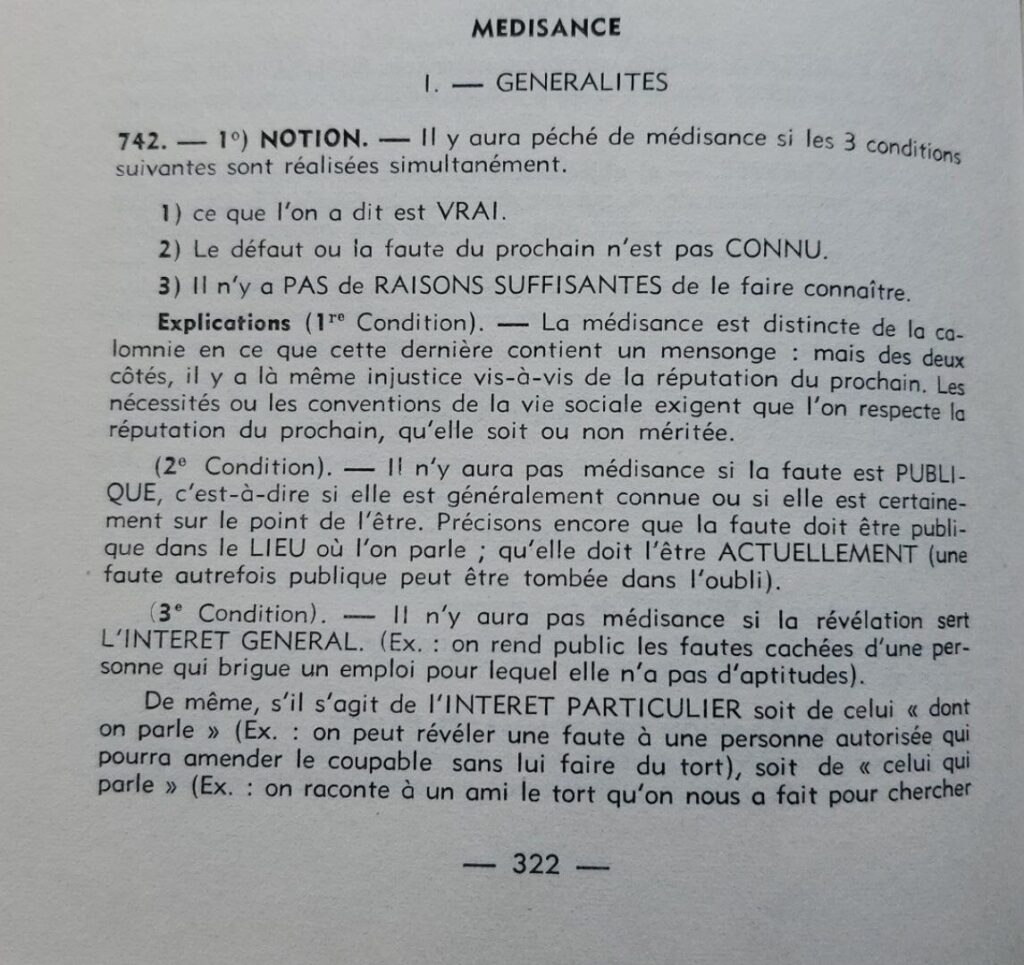 MEDISANCE
I. — GENERALITES
742. — 1º) NOTION. — Il y aura péché de médisance si les 3 conditions
suivantes sont réalisées simultanément.
1) ce que l'on a dit est VRAI.
2) Le défaut ou la faute du prochain n'est pas CONNU.
3) Il n'y a PAS de RAISONS SUFFISANTES de le faire connaître.
Explications (1re Condition). — La médisance est distincte de la ca-
lomnie en ce que cette dernière contient un mensonge : mais des deux
côtés, il y a là même injustice vis-à-vis de la réputation du prochain. Les
nécessités ou les conventions de la vie sociale exigent que l'on respecte la
réputation du prochain, qu'elle soit ou non méritée.
(2e Condition). — Il n'y aura pas médisance si la faute est PUBLI-
QUE, c'est-à-dire si elle est généralement connue ou si elle est certaine-
ment sur le point de l'être. Précisons encore que la faute doit être publi-
que dans le LIEU où l'on parle ; qu'elle doit l'être ACTUELLEMENT (une
faute autrefois publique peut être tombée dans l'oubli).
(3e Condition). — Il n'y aura pas médisance si la révélation sert
L'INTERET GENERAL. (Ex. : on rend public les fautes cachées d'une per-
sonne qui brigue un emploi pour lequel elle n'a pas d'aptitudes).
De même, s'il s'agit de l'INTERET PARTICULIER soit de celui « dont
on parle » (Ex. : on peut révéler une faute à une personne autorisée qui
pourra amender le coupable sans lui faire du tort), soit de « celui qui
parle » (Ex. : on raconte à un ami le tort qu'on nous a fait pour chercher
— 322 —